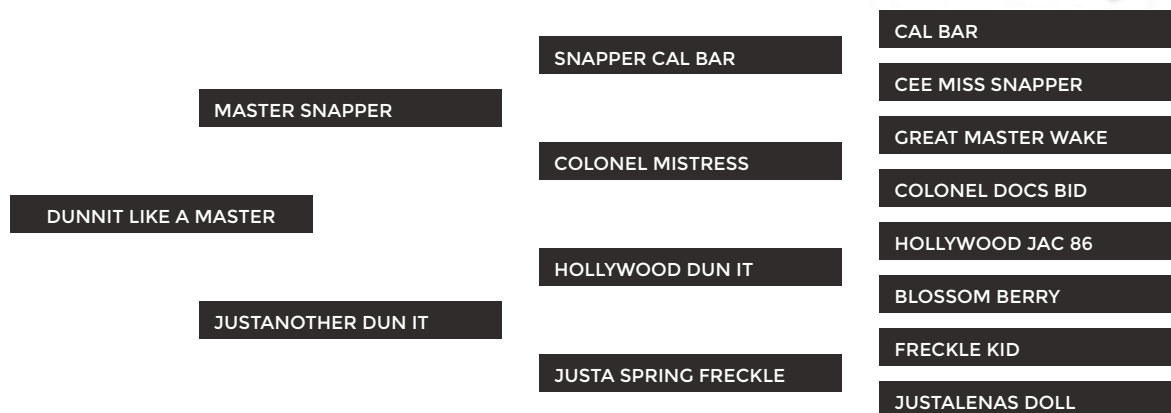 CAL BAR
SNAPPER CAL BAR
CEE MISS SNAPPER
MASTER SNAPPER
GREAT MASTER WAKE
COLONEL MISTRESS
COLONEL DOCS BID
DUNNIT LIKE A MASTER
HOLLYWOOD JAC 86
HOLLYWOOD DUN IT
BLOSSOM BERRY
JUSTANOTHER DUN IT
FRECKLE KID
JUSTA SPRING FRECKLE
JUSTALENAS DOLL